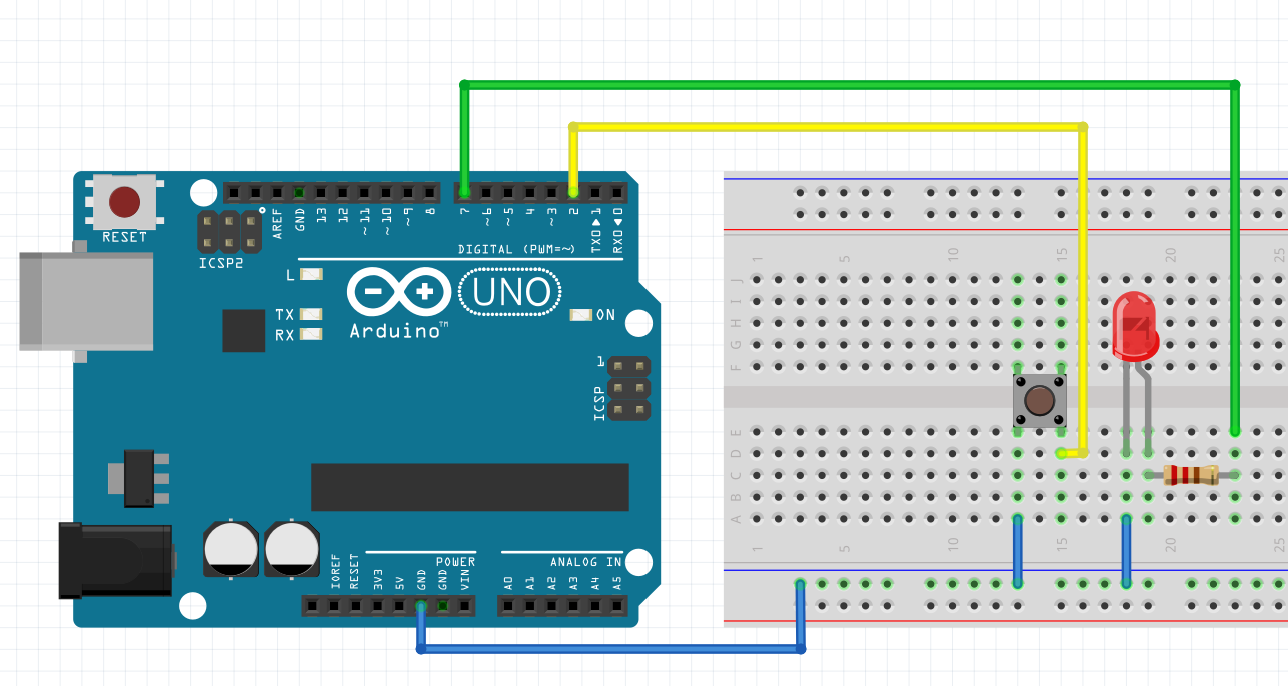 RESET
ICSP2
AREF
GND
13
12
~11
~10
~9
8
7
~6
~5
4
~3
2
TX0▶1
RX0◀0
DIGITAL (PWM=~)
L
TX
RX
UNO
Arduino™
ON
1
ICSP
IOREF
RESET
3V3
5V
GND
GND
VIN
POWER
ANALOG IN
A0
A1
A2
A3
A4
A5
1
5
10
15
20
25
J
I
H
G
F
E
D
C
B
A
1
5
10
15
20
25